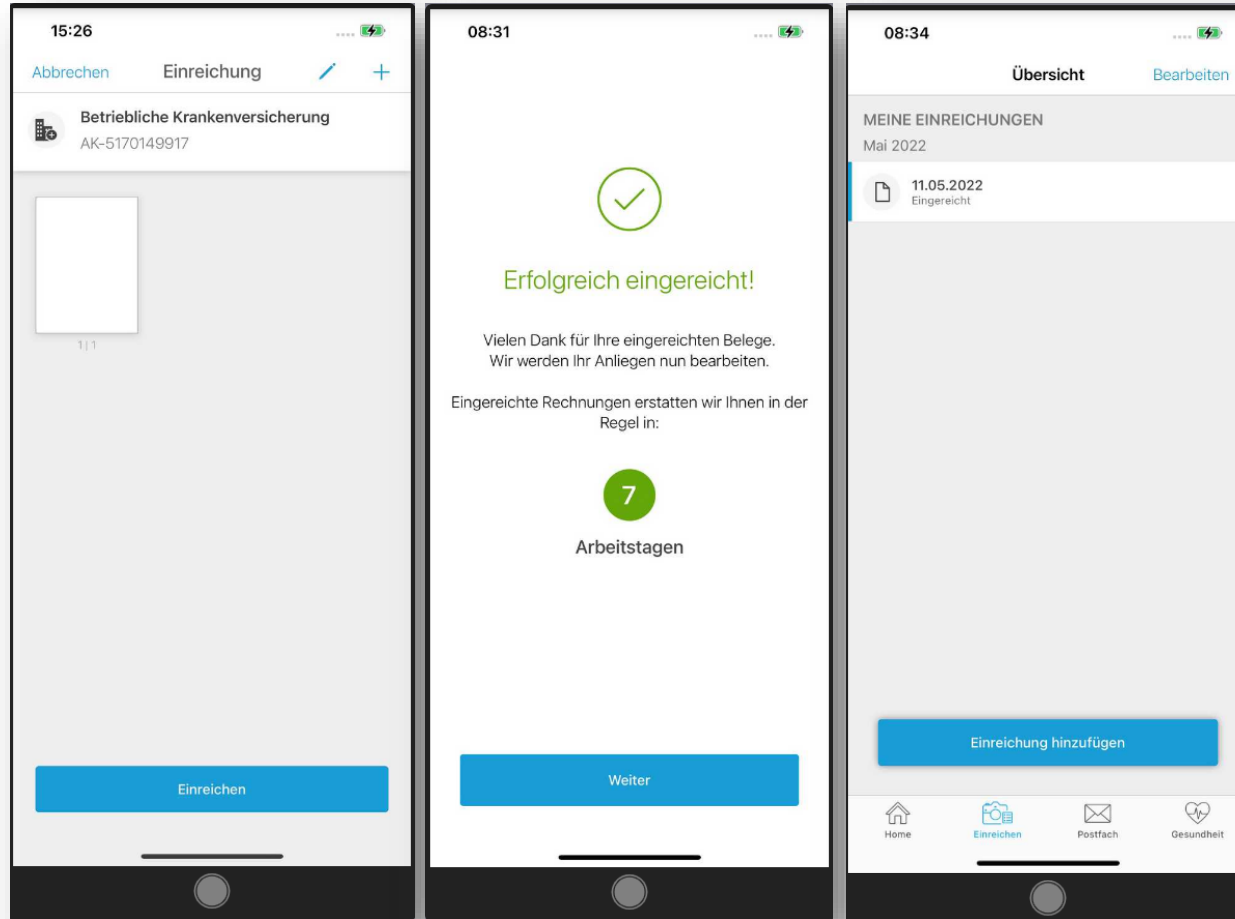 15:26
Abbrechen Einreichung
Betriebliche Krankenversicherung
AK-5170149917
1 | 1
Einreichen
08:31
Erfolgreich eingereicht!
Vielen Dank für Ihre eingereichten Belege.
Wir werden Ihr Anliegen nun bearbeiten.
Eingereichte Rechnungen erstatten wir Ihnen in der
Regel in:
7
Arbeitstagen
Weiter
08:34
Übersicht Bearbeiten
MEINE EINREICHUNGEN
Mai 2022
11.05.2022
Eingereicht
Einreichung hinzufügen
Home Einreichen Postfach Gesundheit